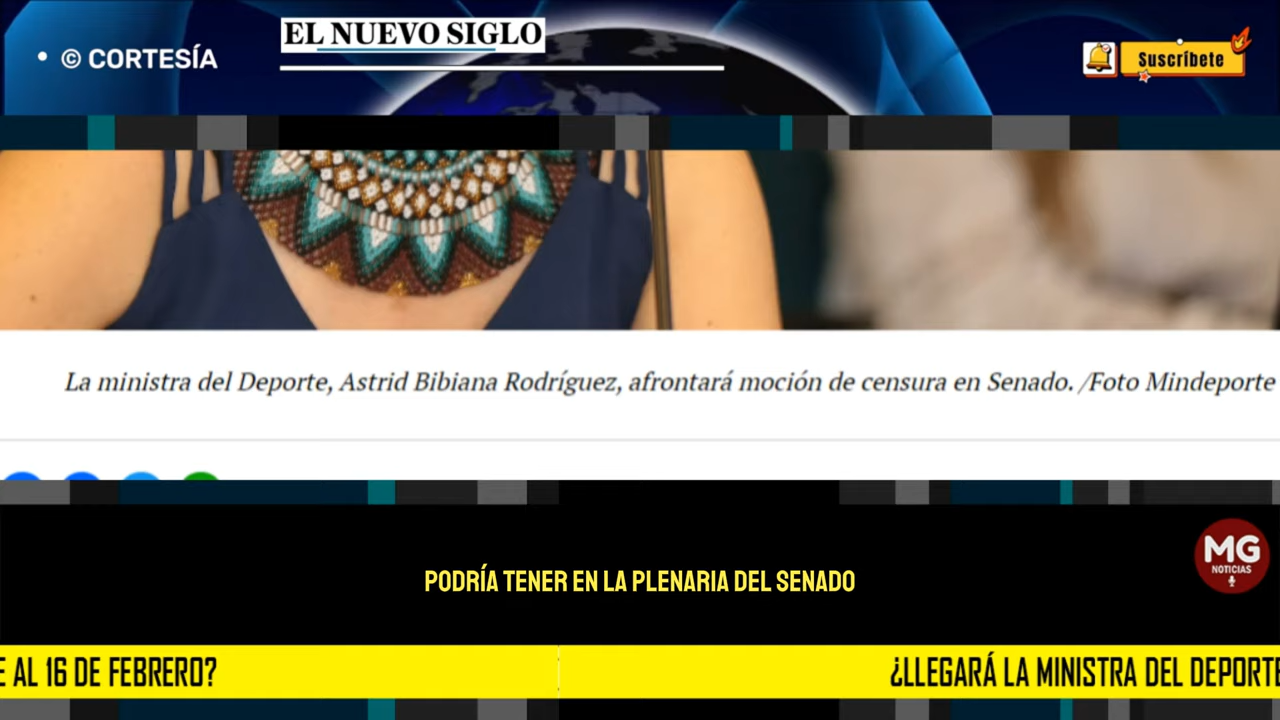 © CORTESÍA
EL NUEVO SIGLO
Suscríbete
La ministra del Deporte, Astrid Bibiana Rodríguez, afrontará moción de censura en Senado. /Foto Mindeporte
MG
NOTICIAS
PODRÍA TENER EN LA PLENARIA DEL SENADO
E AL 16 DE FEBRERO?
¿LLEGARÁ LA MINISTRA DEL DEPORTE